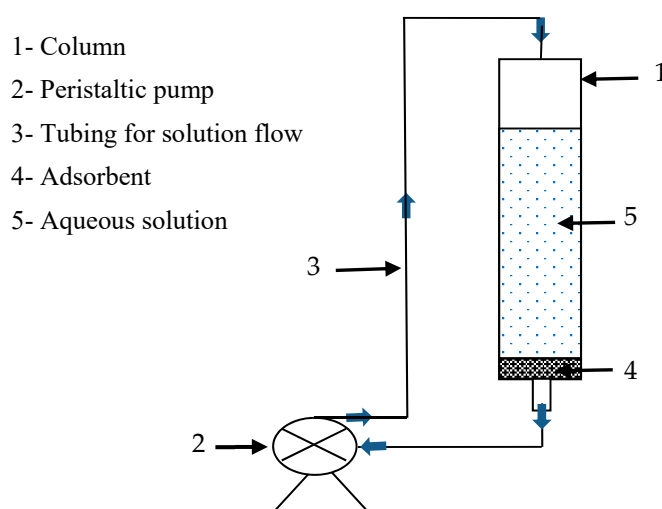 1- Column
2- Peristaltic pump
3- Tubing for solution flow
4- Adsorbent
5- Aqueous solution
1
5
3
4
2